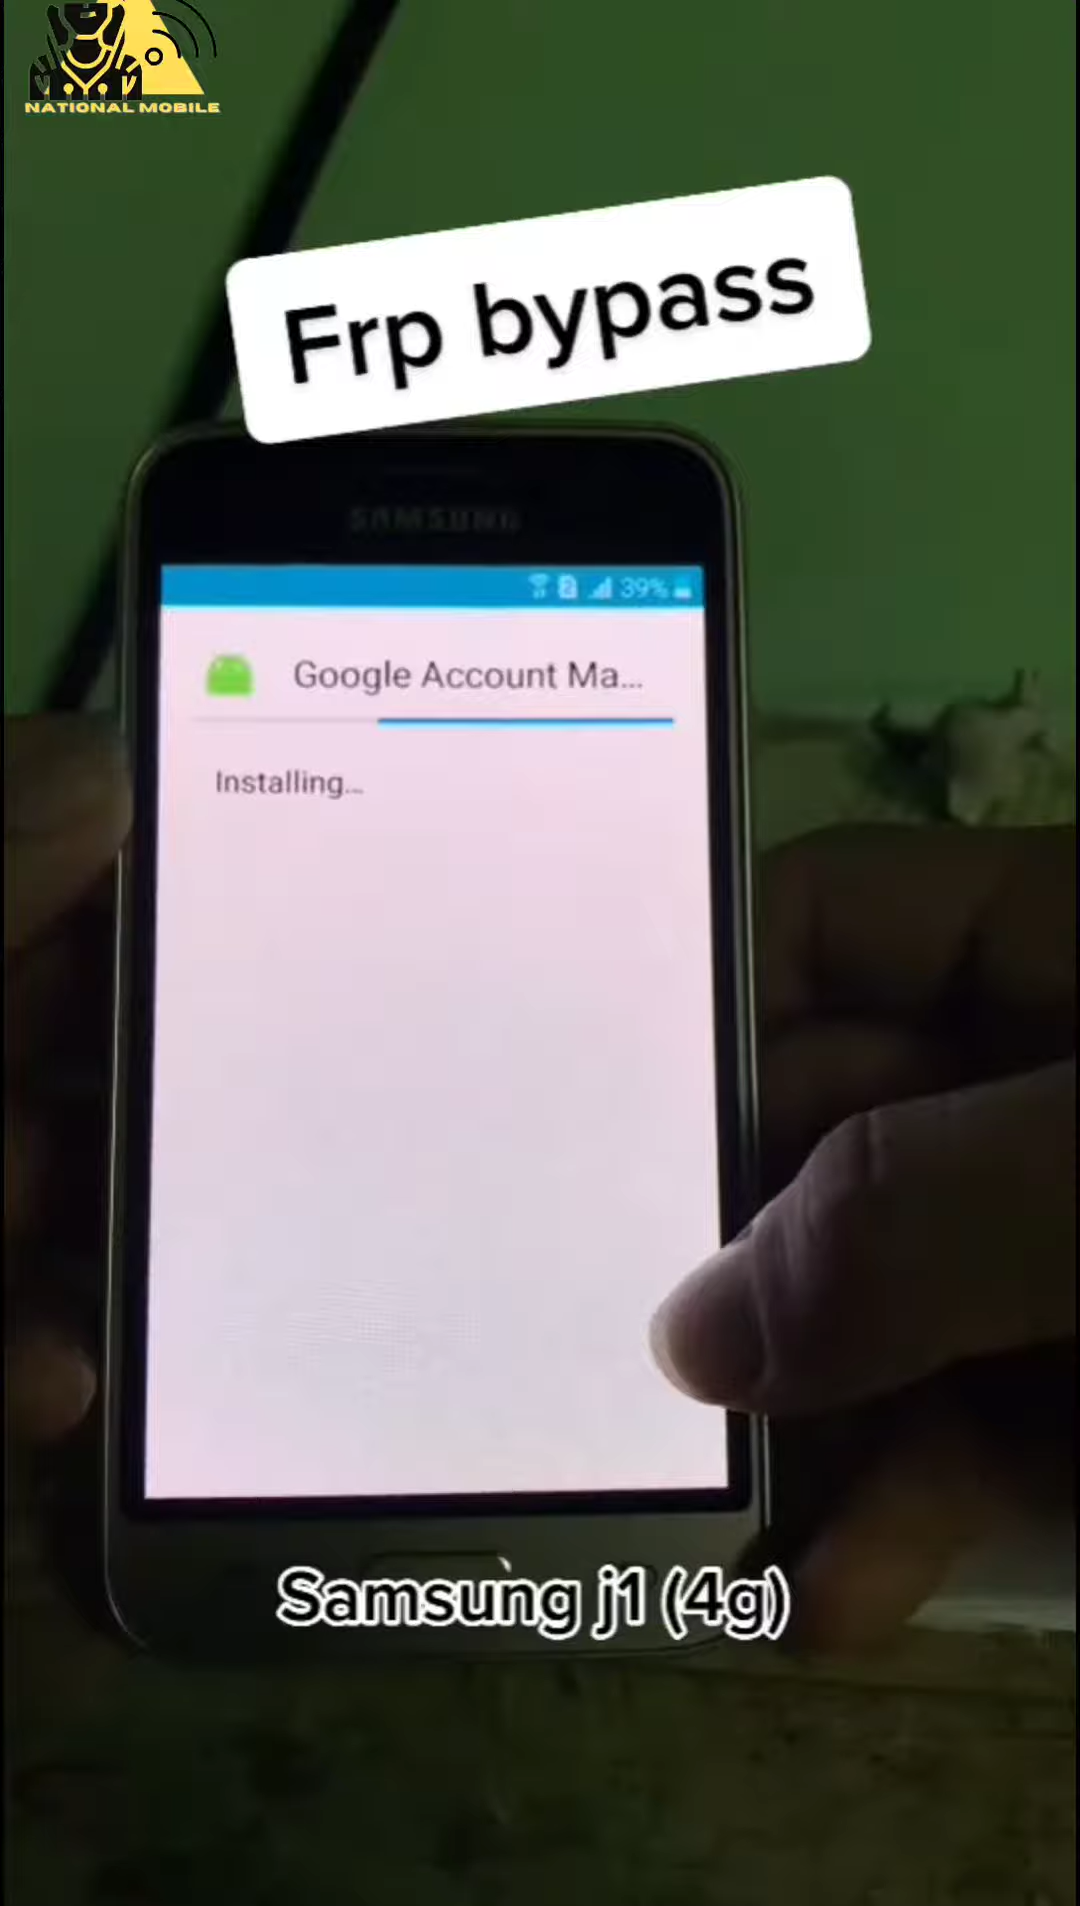 NATIONAL MOBILE
Frp bypass
SAMSUNG
39%
Google Account Ma...
Installing...
Samsung j1 (4g)